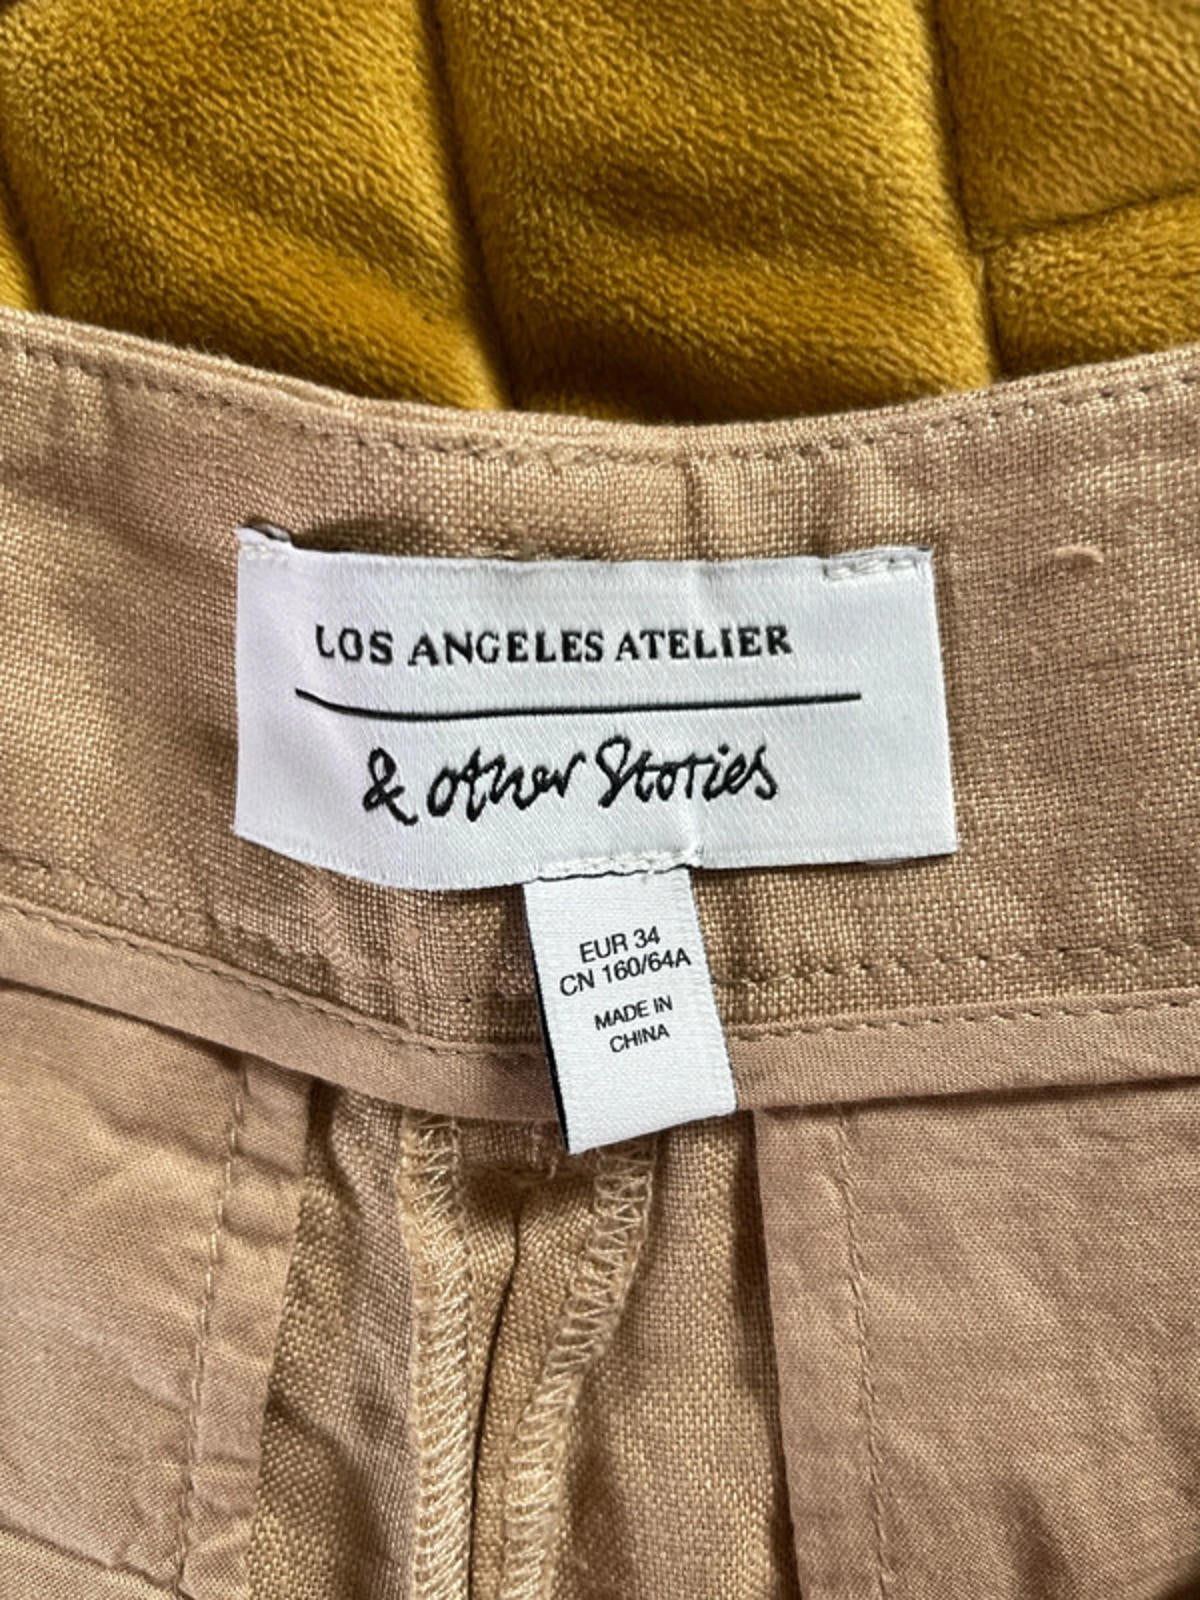 LOS ANGELES ATELIER
& other Stories
EUR 34
CN 160/64A
MADE IN
CHINA